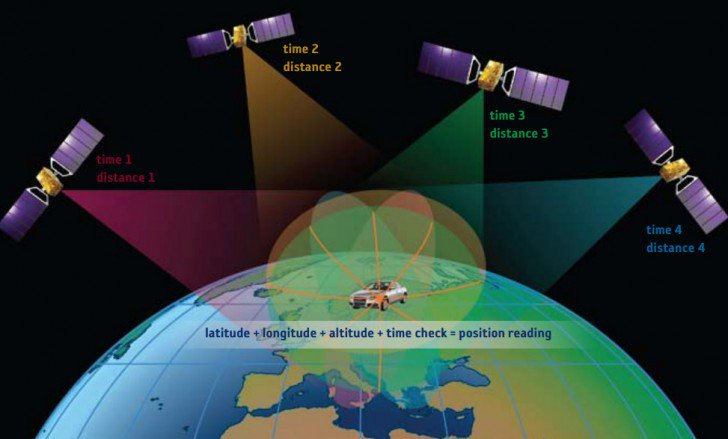 time 2
distance 2
time 3
distance 3
time 1
distance 1
time 4
distance 4
latitude + longitude + altitude + time check = position reading